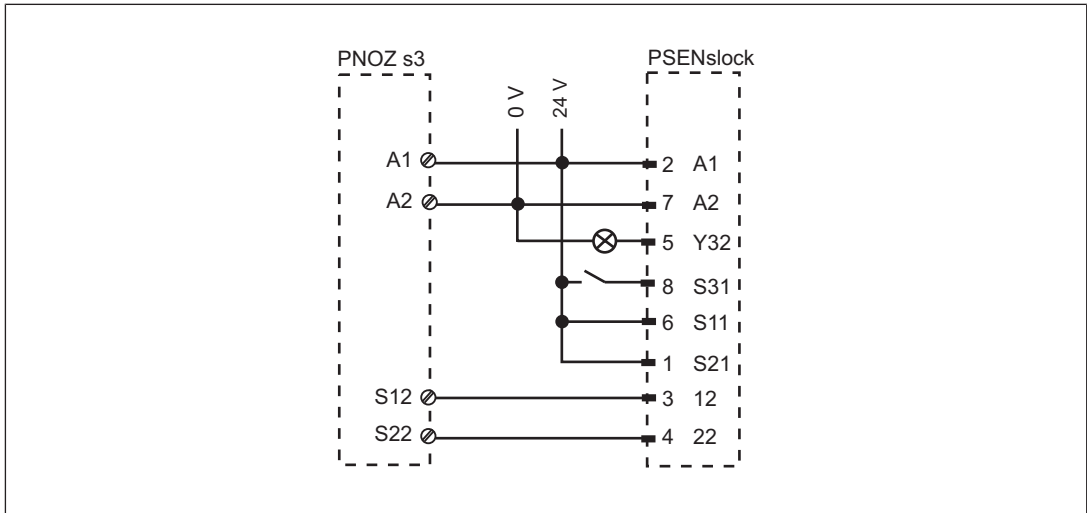 PNOZ s3
PSENslock
0 V
24 V
A1
2 A1
A2
7 A2
5 Y32
8 S31
6 S11
1 S21
S12
3 12
S22
4 22